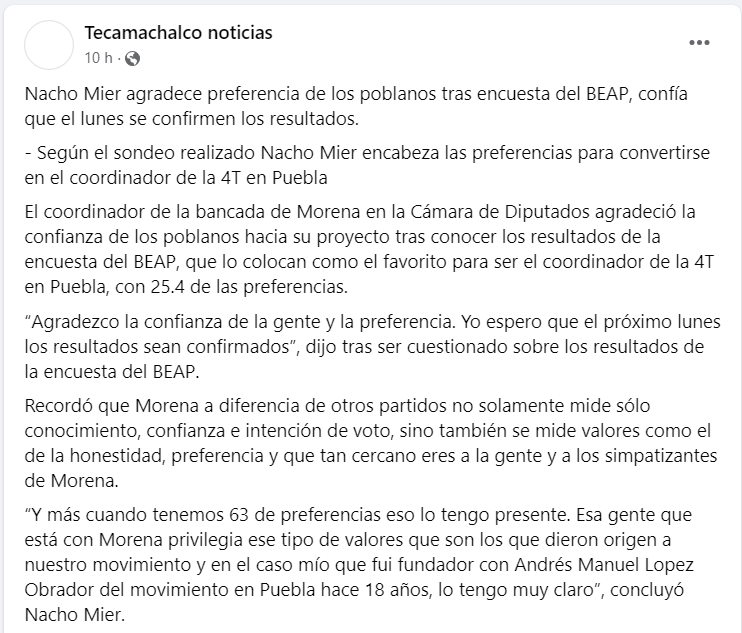 Tecamachalco noticias
10 h ·
Nacho Mier agradece preferencia de los poblanos tras encuesta del BEAP, confía
que el lunes se confirmen los resultados.
- Según el sondeo realizado Nacho Mier encabeza las preferencias para convertirse
en el coordinador de la 4T en Puebla
El coordinador de la bancada de Morena en la Cámara de Diputados agradeció la
confianza de los poblanos hacia su proyecto tras conocer los resultados de la
encuesta del BEAP, que lo colocan como el favorito para ser el coordinador de la 4T
en Puebla, con 25.4 de las preferencias.
“Agradezco la confianza de la gente y la preferencia. Yo espero que el próximo lunes
los resultados sean confirmados”, dijo tras ser cuestionado sobre los resultados de
la encuesta del BEAP.
Recordó que Morena a diferencia de otros partidos no solamente mide sólo
conocimiento, confianza e intención de voto, sino también se mide valores como el
de la honestidad, preferencia y que tan cercano eres a la gente y a los simpatizantes
de Morena.
“Y más cuando tenemos 63 de preferencias eso lo tengo presente. Esa gente que
está con Morena privilegia ese tipo de valores que son los que dieron origen a
nuestro movimiento y en el caso mío que fui fundador con Andrés Manuel Lopez
Obrador del movimiento en Puebla hace 18 años, lo tengo muy claro”, concluyó
Nacho Mier.